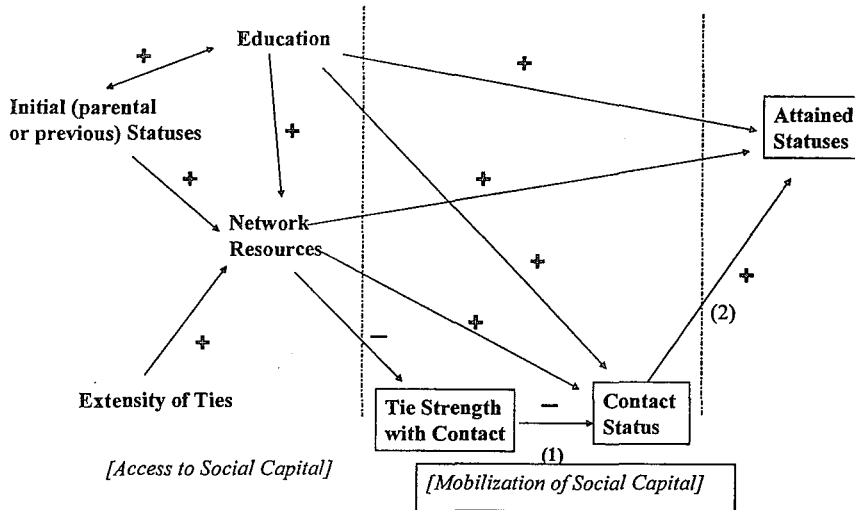 Education
Initial (parental
or previous) Statuses
Attained
Statuses
Network
Resources
(2)
Extensity of Ties
Tie Strength
with Contact
Contact
Status
(1)
[Access to Social Capital]
[Mobilization of Social Capital]
+
+
+
+
+
+
+
+
+
−
−